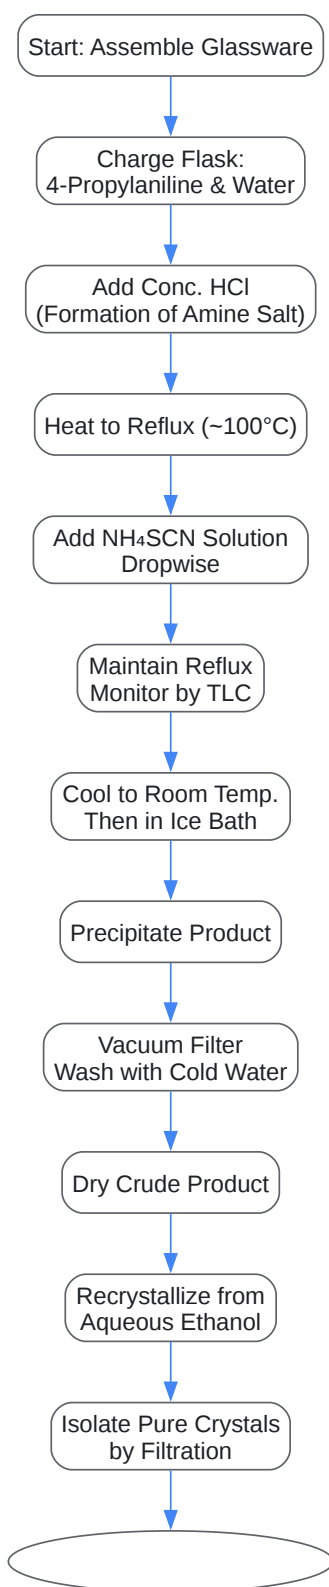 Start: Assemble Glassware
Charge Flask:
4-Propylaniline & Water
Add Conc. HCl
(Formation of Amine Salt)
Heat to Reflux (~100°C)
Add NH₄SCN Solution
Dropwise
Maintain Reflux
Monitor by TLC
Cool to Room Temp.
Then in Ice Bath
Precipitate Product
Vacuum Filter
Wash with Cold Water
Dry Crude Product
Recrystallize from
Aqueous Ethanol
Isolate Pure Crystals
by Filtration